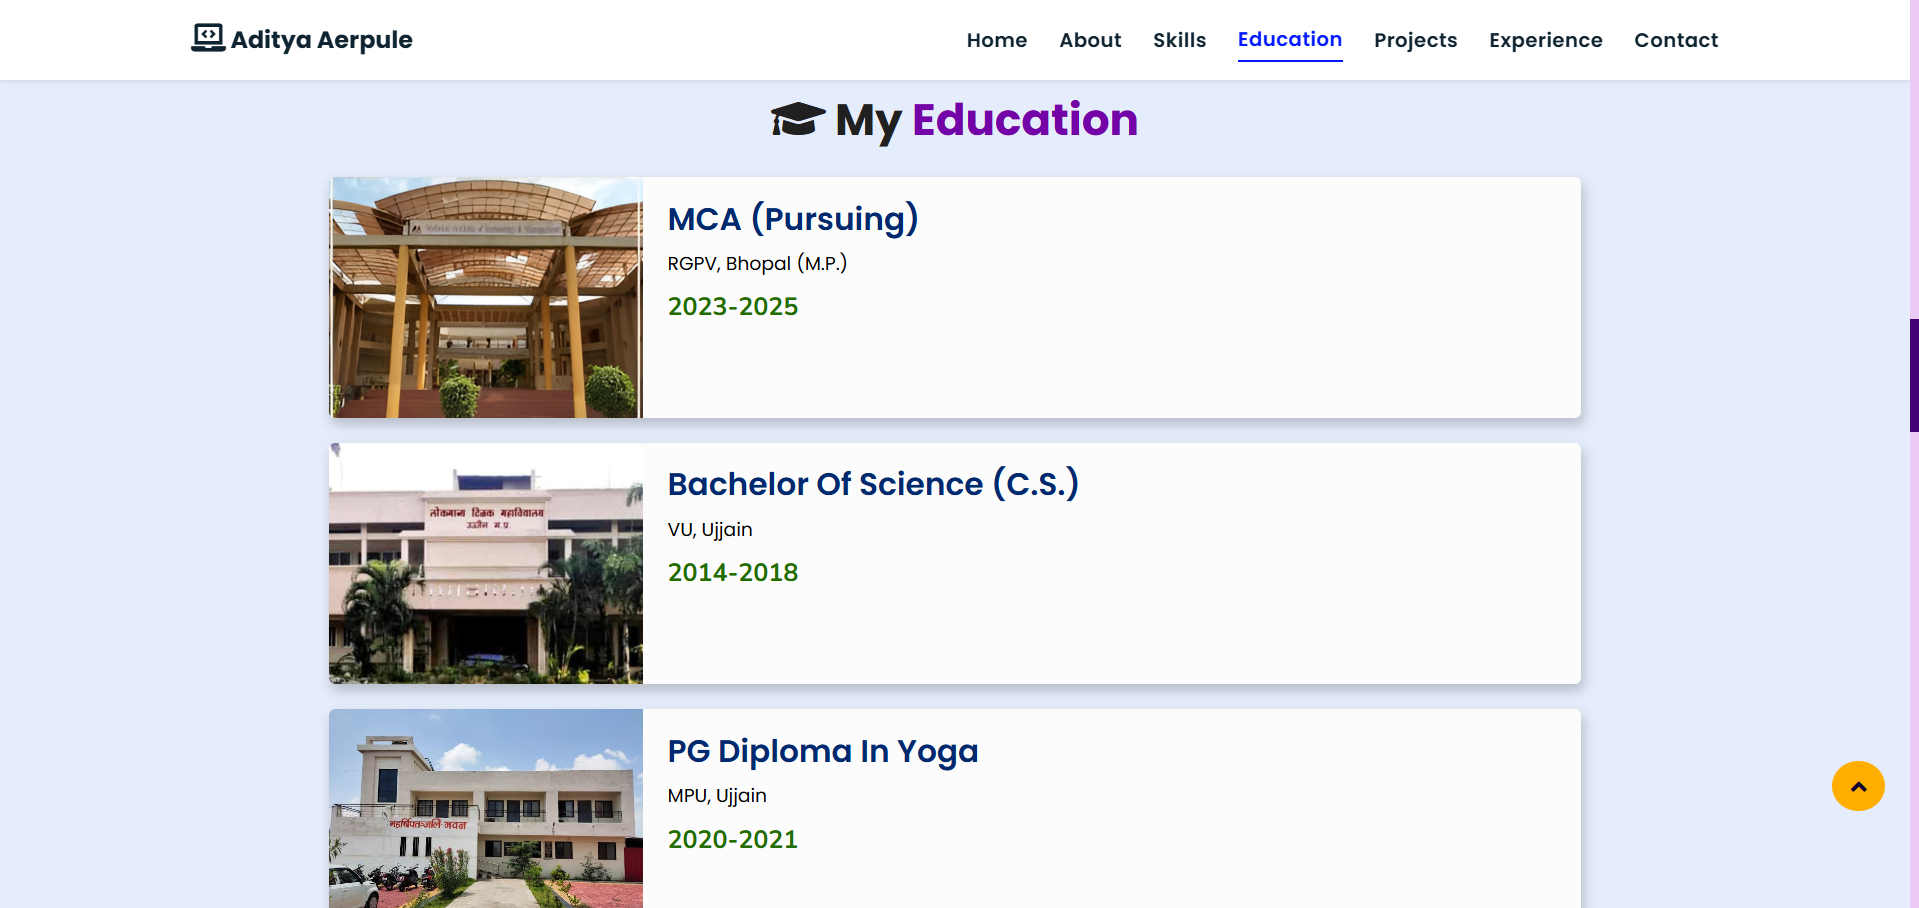 Aditya Aerpule
Home
About
Skills
Education
Projects
Experience
Contact
My Education
MCA (Pursuing)
RGPV, Bhopal (M.P.)
2023-2025
लोकमान्य टिळक महाविद्यालय
उज्जैन म.प्र.
Bachelor Of Science (C.S.)
VU, Ujjain
2014-2018
महर्षि पतञ्जलि भवन
PG Diploma In Yoga
MPU, Ujjain
2020-2021